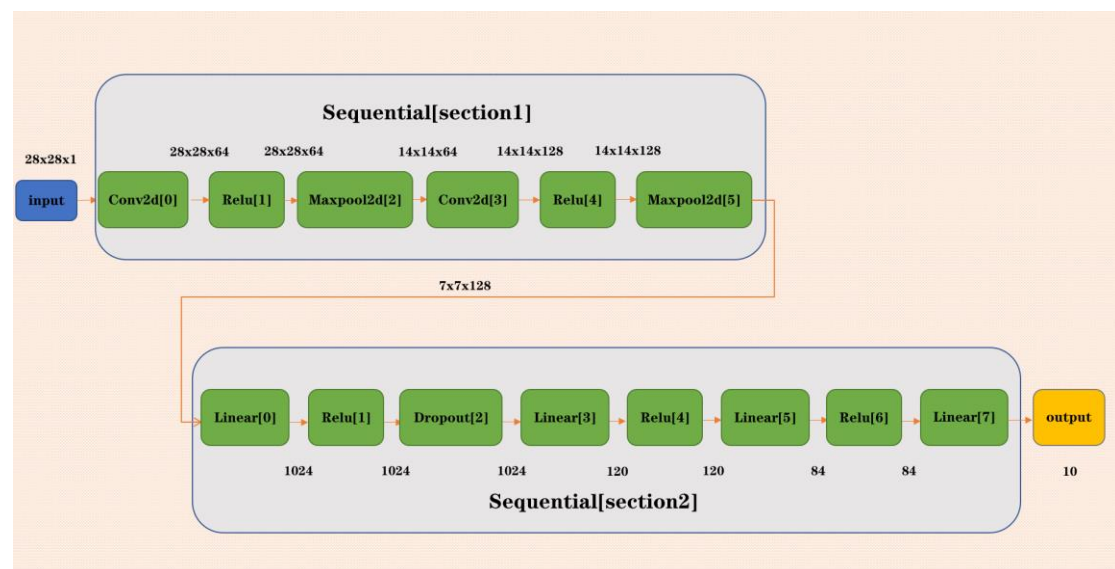 Sequential[section1]
28x28x1
28x28x64
28x28x64
14x14x64
14x14x128
14x14x128
input
Conv2d[0]
Relu[1]
Maxpool2d[2]
Conv2d[3]
Relu[4]
Maxpool2d[5]
7x7x128
Linear[0]
Relu[1]
Dropout[2]
Linear[3]
Relu[4]
Linear[5]
Relu[6]
Linear[7]
output
1024
1024
1024
120
120
84
84
10
Sequential[section2]